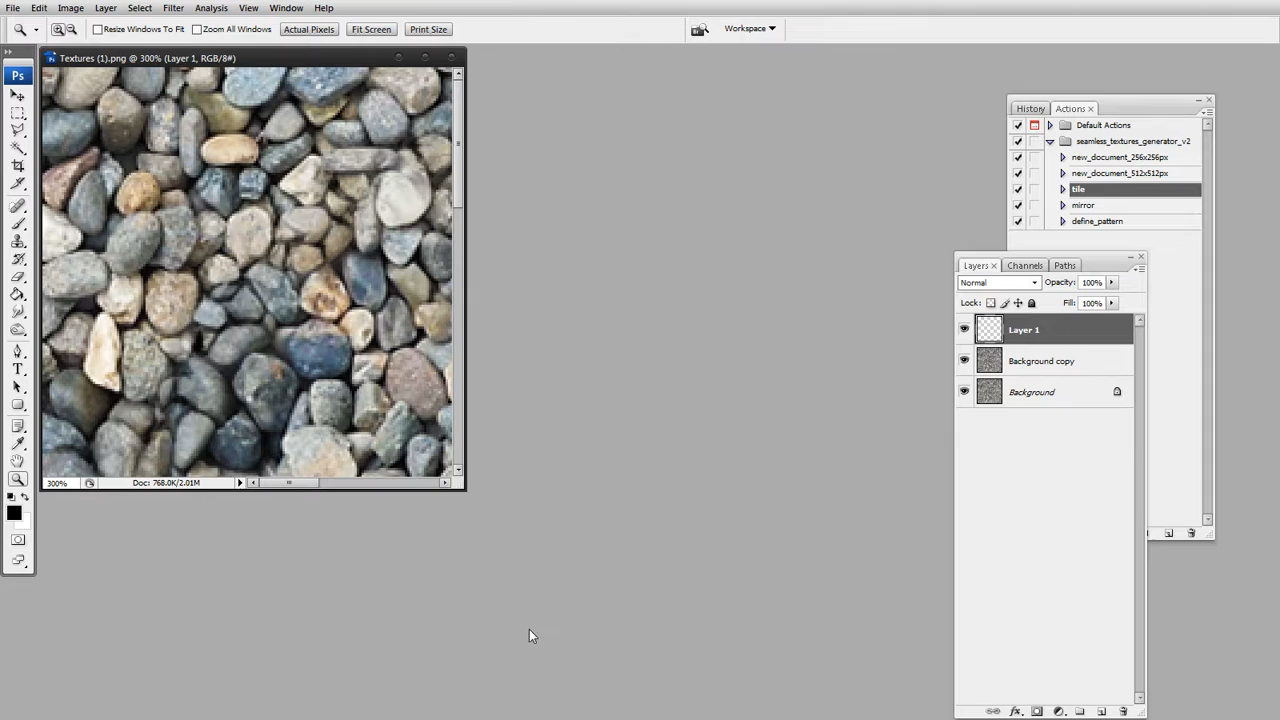 File Edit Image Layer Select Filter Analysis View Window Help
Resize Windows To Fit Zoom All Windows Actual Pixels Fit Screen Print Size Workspace
Textures (1).png @ 300% (Layer 1, RGB/8#)
Ps
T
300% Doc: 768.0K/2.01M
History Actions
Default Actions
seamless_textures_generator_v2
new_document_256x256px
new_document_512x512px
tile
mirror
define_pattern
Layers Channels Paths
Normal Opacity: 100%
Lock: Fill: 100%
Layer 1
Background copy
Background
fx